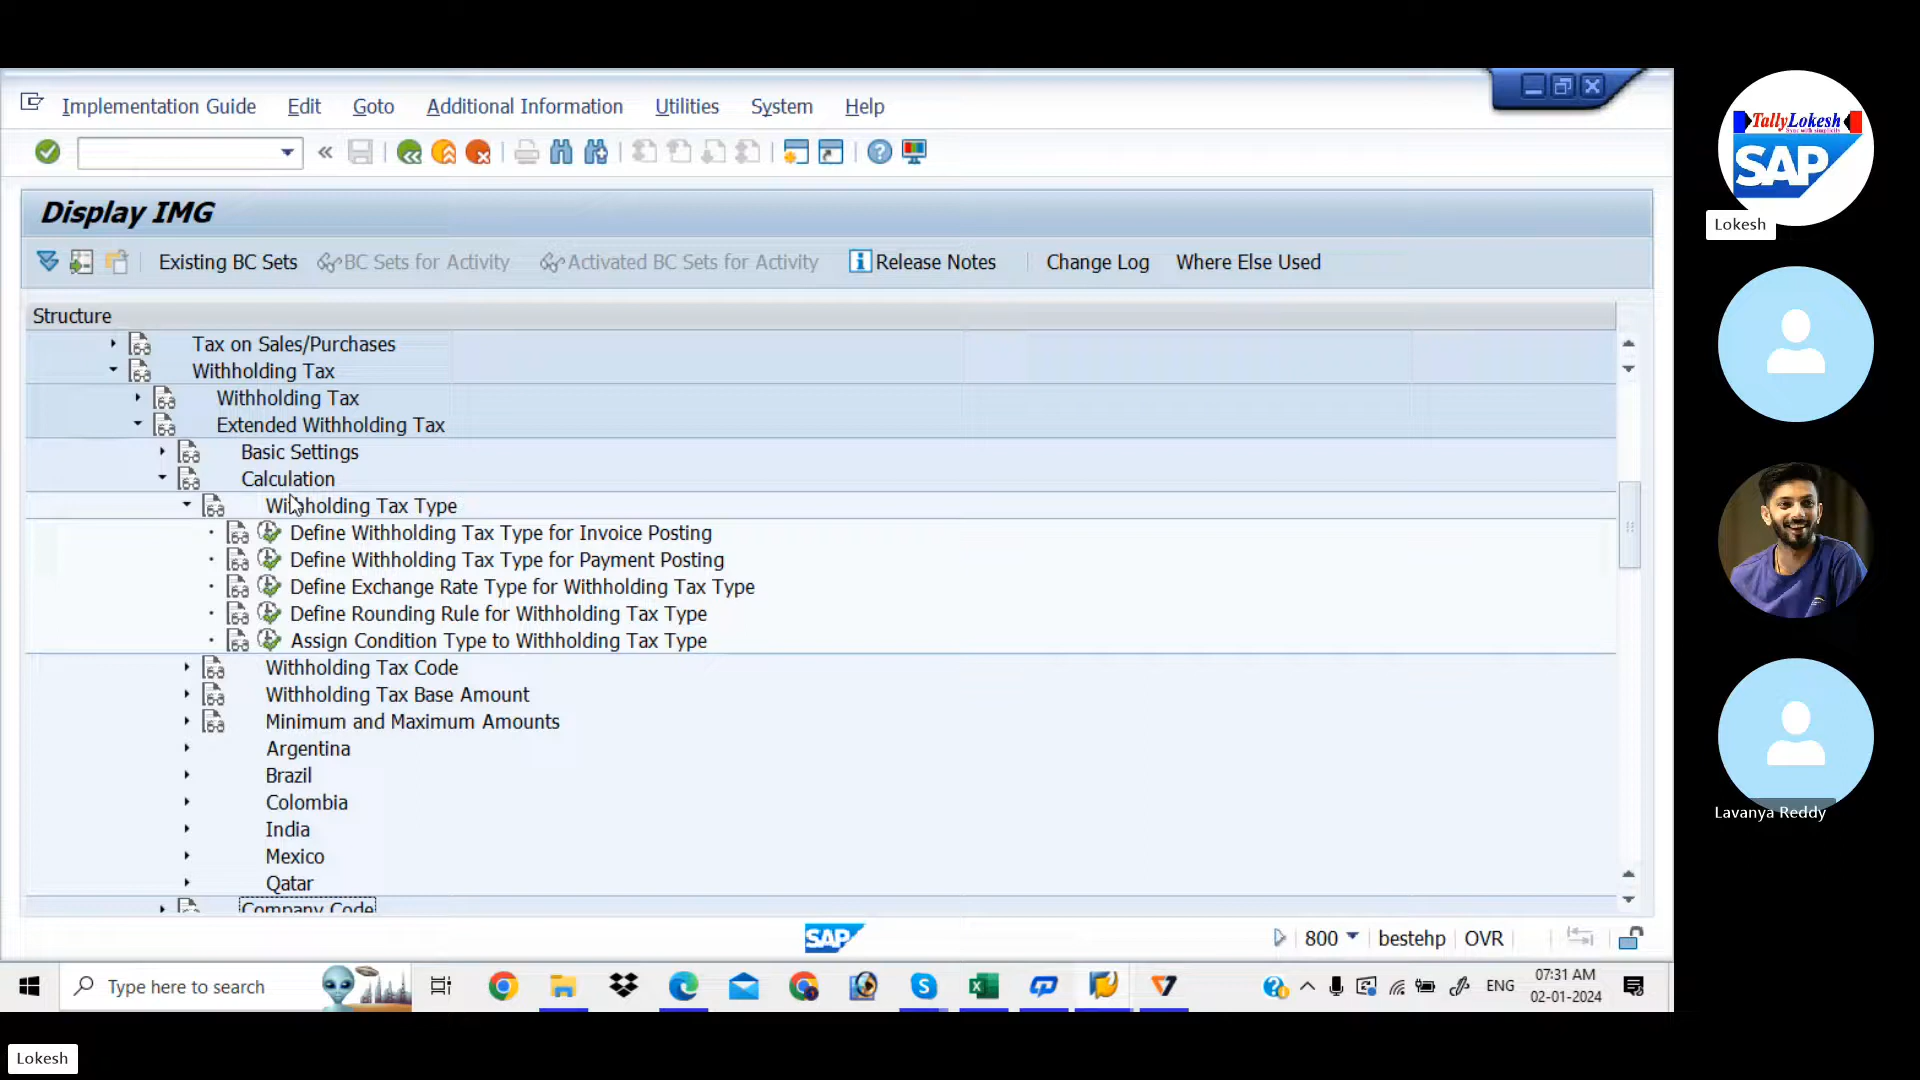 Implementation Guide Edit Goto Additional Information Utilities System Help
Display IMG
Existing BC Sets BC Sets for Activity Activated BC Sets for Activity Release Notes Change Log Where Else Used
Structure
Tax on Sales/Purchases
Withholding Tax
Withholding Tax
Extended Withholding Tax
Basic Settings
Calculation
Withholding Tax Type
Define Withholding Tax Type for Invoice Posting
Define Withholding Tax Type for Payment Posting
Define Exchange Rate Type for Withholding Tax Type
Define Rounding Rule for Withholding Tax Type
Assign Condition Type to Withholding Tax Type
Withholding Tax Code
Withholding Tax Base Amount
Minimum and Maximum Amounts
Argentina
Brazil
Colombia
India
Mexico
Qatar
Company Code
SAP 800 bestehp OVR
Type here to search ENG 07:31 AM
02-01-2024
TallyLokesh
SAP
Lokesh
Lavanya Reddy
Lokesh